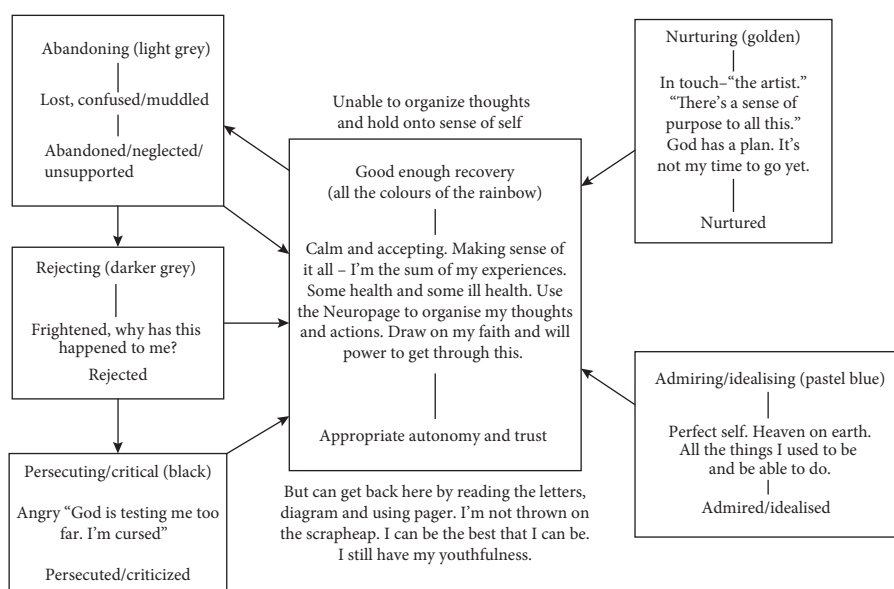 Abandoning (light grey)
Lost, confused/muddled
Abandoned/neglected/
unsupported
Rejecting (darker grey)
Frightened, why has this
happened to me?
Rejected
Persecuting/critical (black)
Angry “God is testing me too
far. I’m cursed”
Persecuted/criticized
Unable to organize thoughts
and hold onto sense of self
Good enough recovery
(all the colours of the rainbow)
Calm and accepting. Making sense of
it all – I’m the sum of my experiences.
Some health and some ill health. Use
the Neuropage to organise my thoughts
and actions. Draw on my faith and will
power to get through this.
Appropriate autonomy and trust
But can get back here by reading the letters,
diagram and using pager. I’m not thrown on
the scrapheap. I can be the best that I can be.
I still have my youthfulness.
Nurturing (golden)
In touch–“the artist.”
“There’s a sense of
purpose to all this.”
God has a plan. It’s
not my time to go yet.
Nurtured
Admiring/idealising (pastel blue)
Perfect self. Heaven on earth.
All the things I used to be
and be able to do.
Admired/idealised